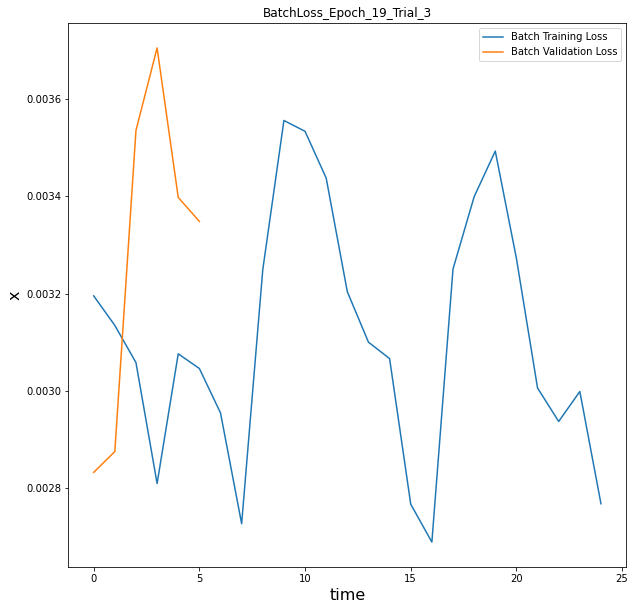 BatchLoss_Epoch_19_Trial_3
Batch Training Loss
Batch Validation Loss
0.0036
0.0034
0.0032
0.0030
0.0028
x
0 5 10 15 20 25
time